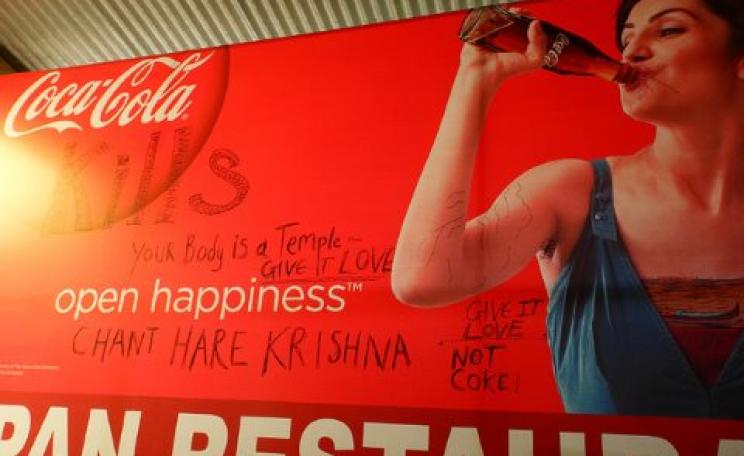 Coca-Cola
Kills
Your Body is a Temple
GIVE IT LOVE
open happiness™
CHANT HARE KRISHNA
GIVE IT
LOVE
NOT
COKE!
PAN RESTAURA